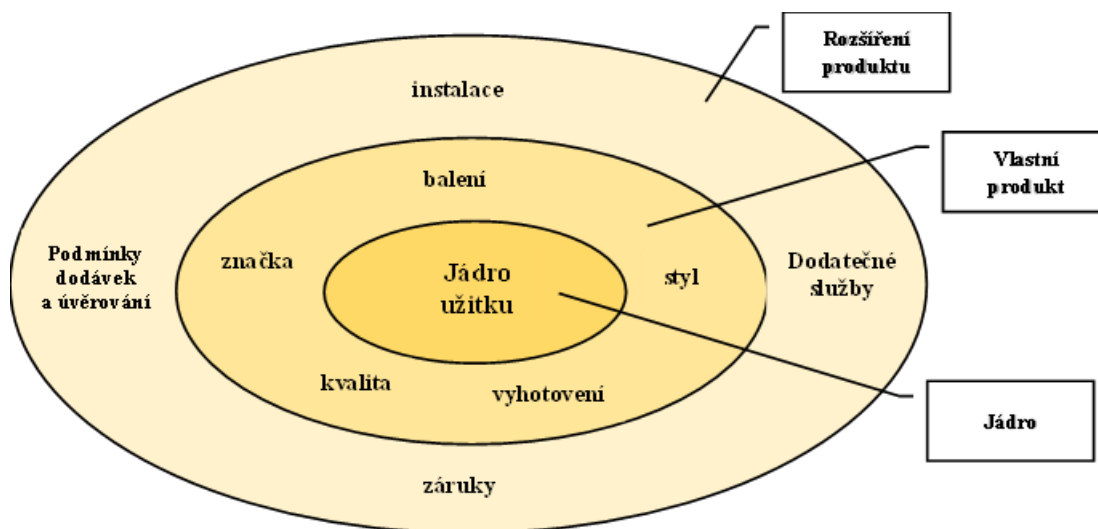 Rozšíření
produktu
instalace
Vlastní
produkt
balení
značka
Podmínky
dodávek
a úvěrování
Jádro
užitku
styl
Dodatečné
služby
kvalita
vyhotovení
Jádro
záruky